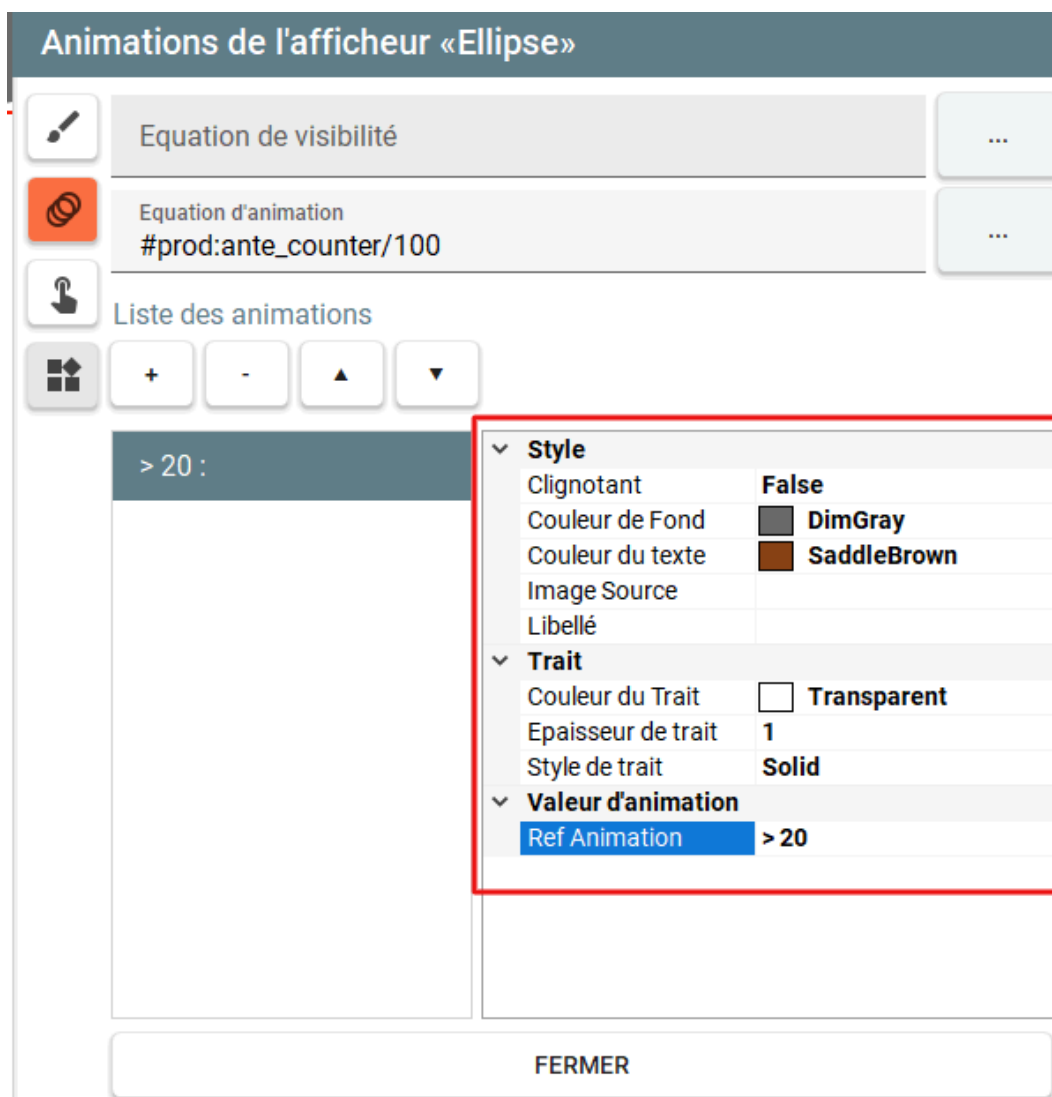 Animations de l'afficheur «Ellipse»
Equation de visibilité
...
Equation d'animation
#prod:ante_counter/100
...
Liste des animations
+ - ▲ ▼
> 20 :
Style
Clignotant False
Couleur de Fond DimGray
Couleur du texte SaddleBrown
Image Source
Libellé
Trait
Couleur du Trait Transparent
Epaisseur de trait 1
Style de trait Solid
Valeur d'animation
Ref Animation > 20
FERMER